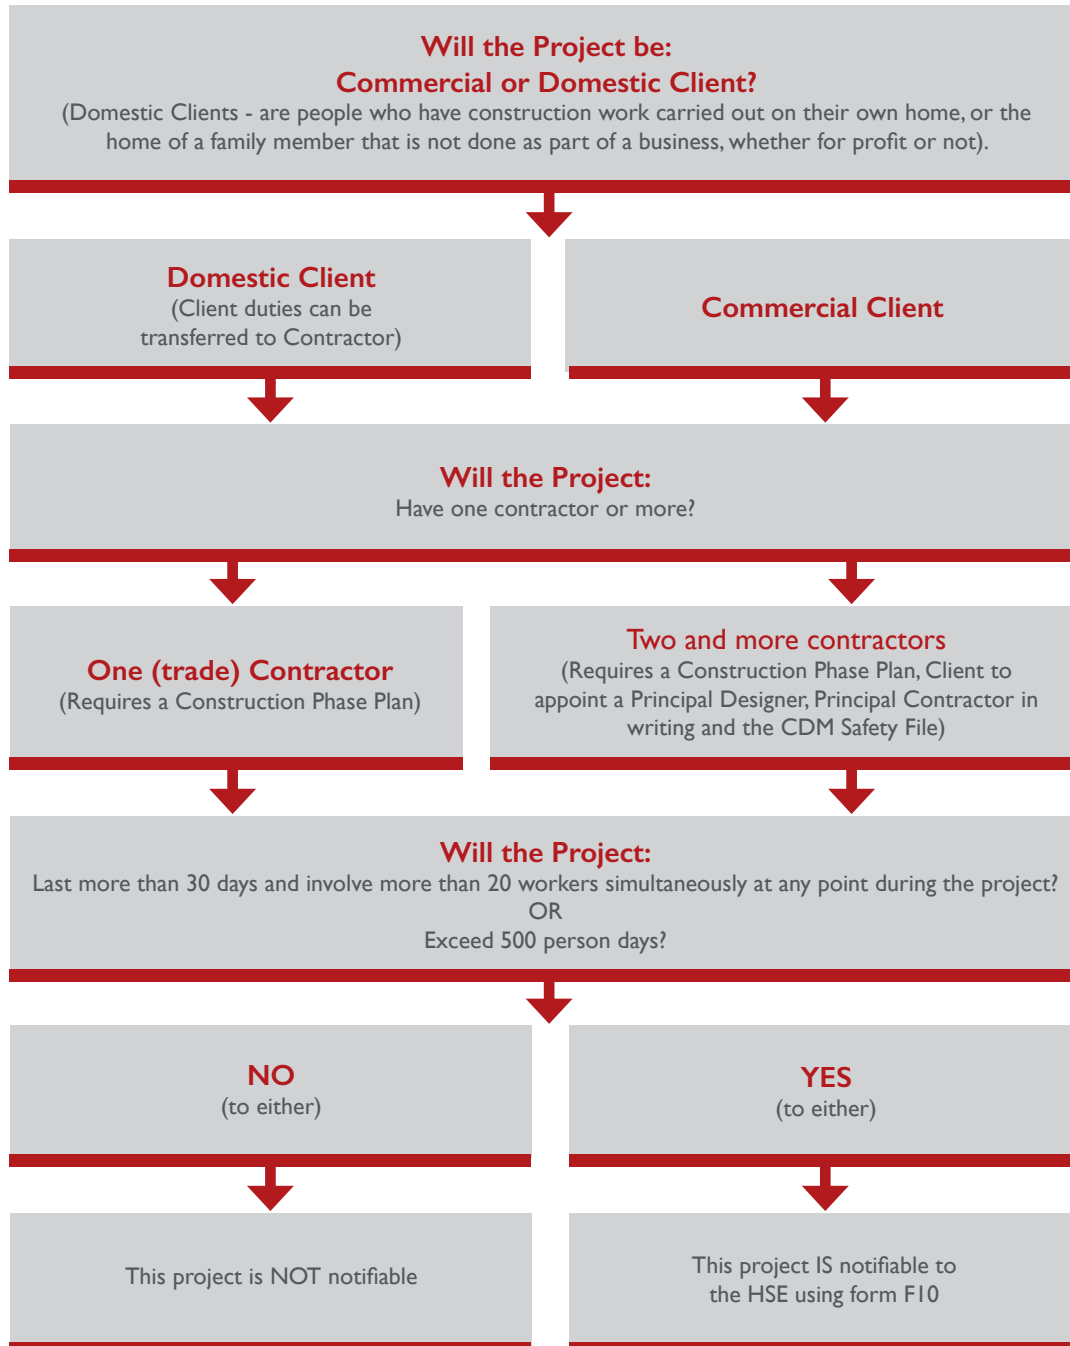 Will the Project be:
Commercial or Domestic Client?
(Domestic Clients - are people who have construction work carried out on their own home, or the
home of a family member that is not done as part of a business, whether for profit or not).
Domestic Client
(Client duties can be
transferred to Contractor)
Commercial Client
Will the Project:
Have one contractor or more?
One (trade) Contractor
(Requires a Construction Phase Plan)
Two and more contractors
(Requires a Construction Phase Plan, Client to
appoint a Principal Designer, Principal Contractor in
writing and the CDM Safety File)
Will the Project:
Last more than 30 days and involve more than 20 workers simultaneously at any point during the project?
OR
Exceed 500 person days?
NO
(to either)
YES
(to either)
This project is NOT notifiable
This project IS notifiable to
the HSE using form F10